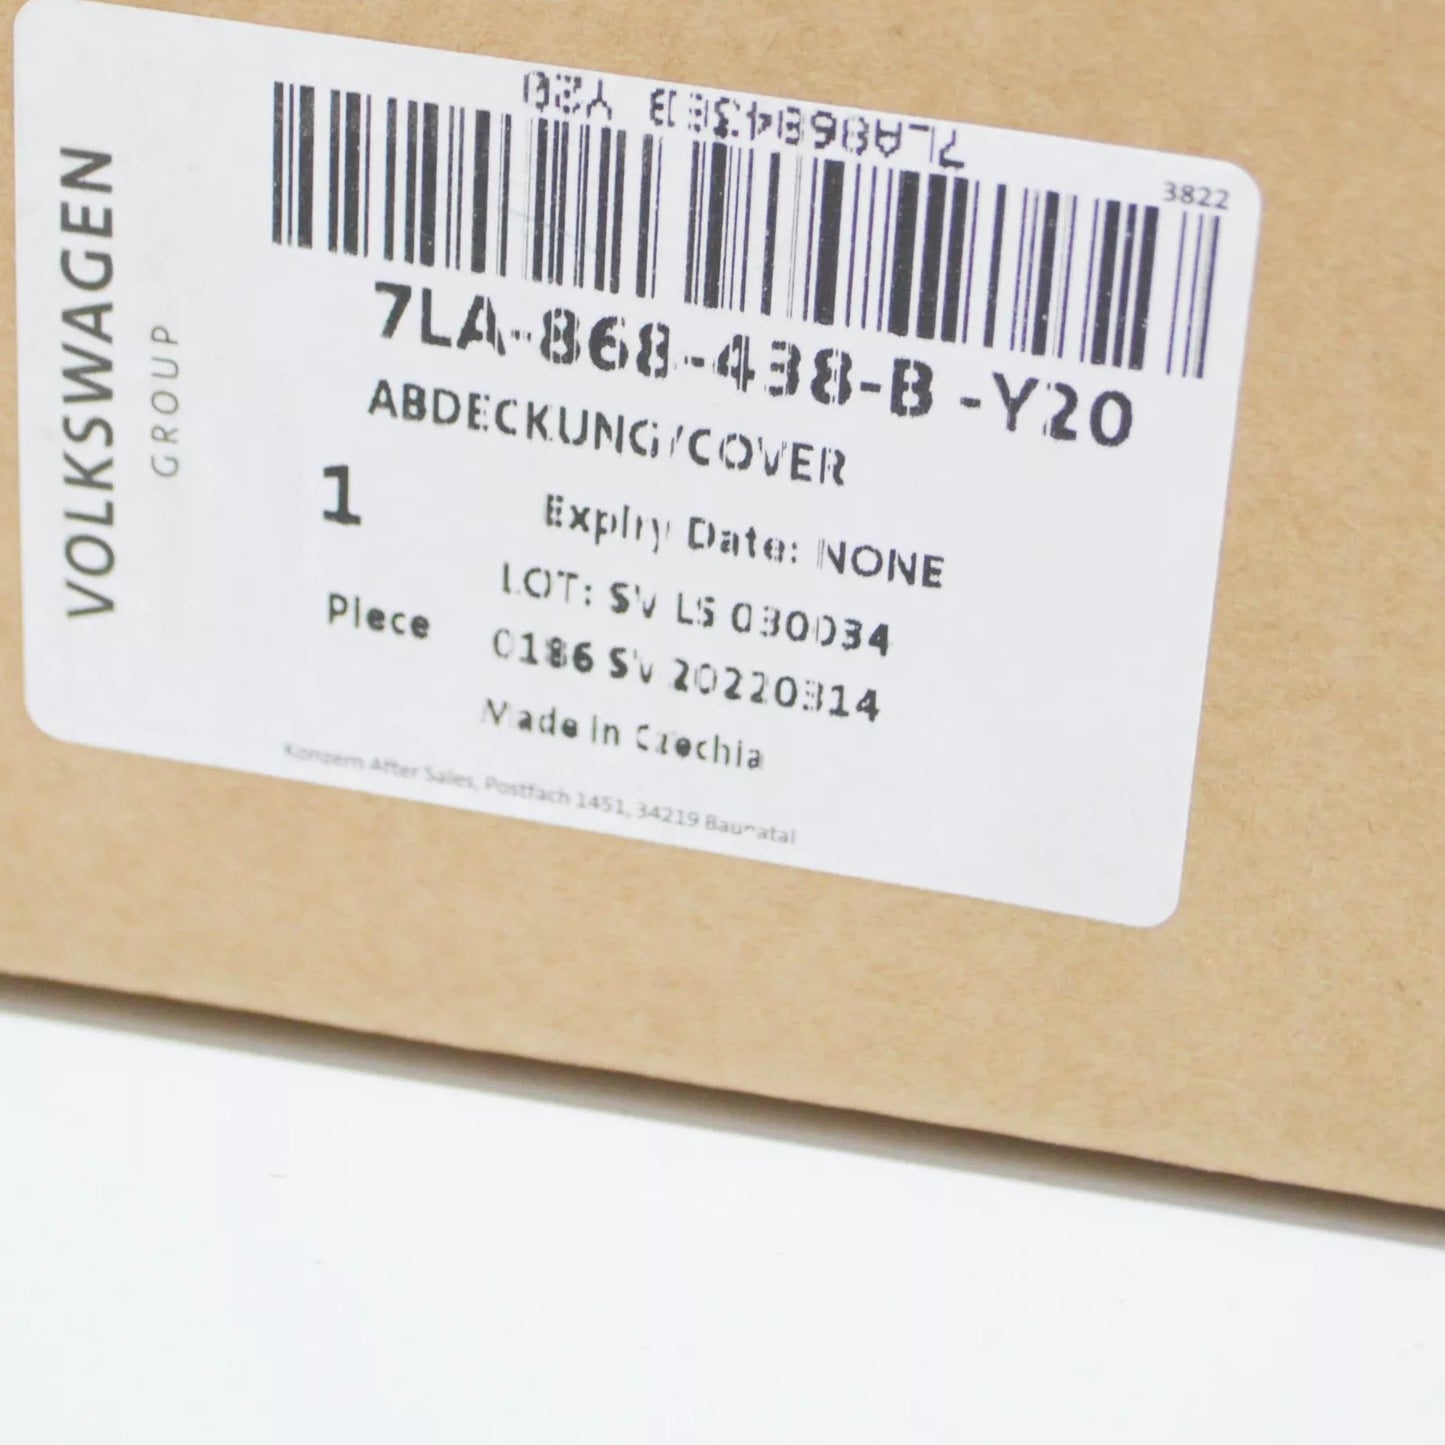 VOLKSWAGEN
GROUP
7LA868438B Y20
3822
7LA-868-438-B -Y20
ABDECKUNG/COVER
1
Piece
Expiry Date: NONE
LOT: SV LS 030034
0186 SV 20220314
Made in Czechia
Konzern After Sales, Postfach 1451, 34219 Baunatal